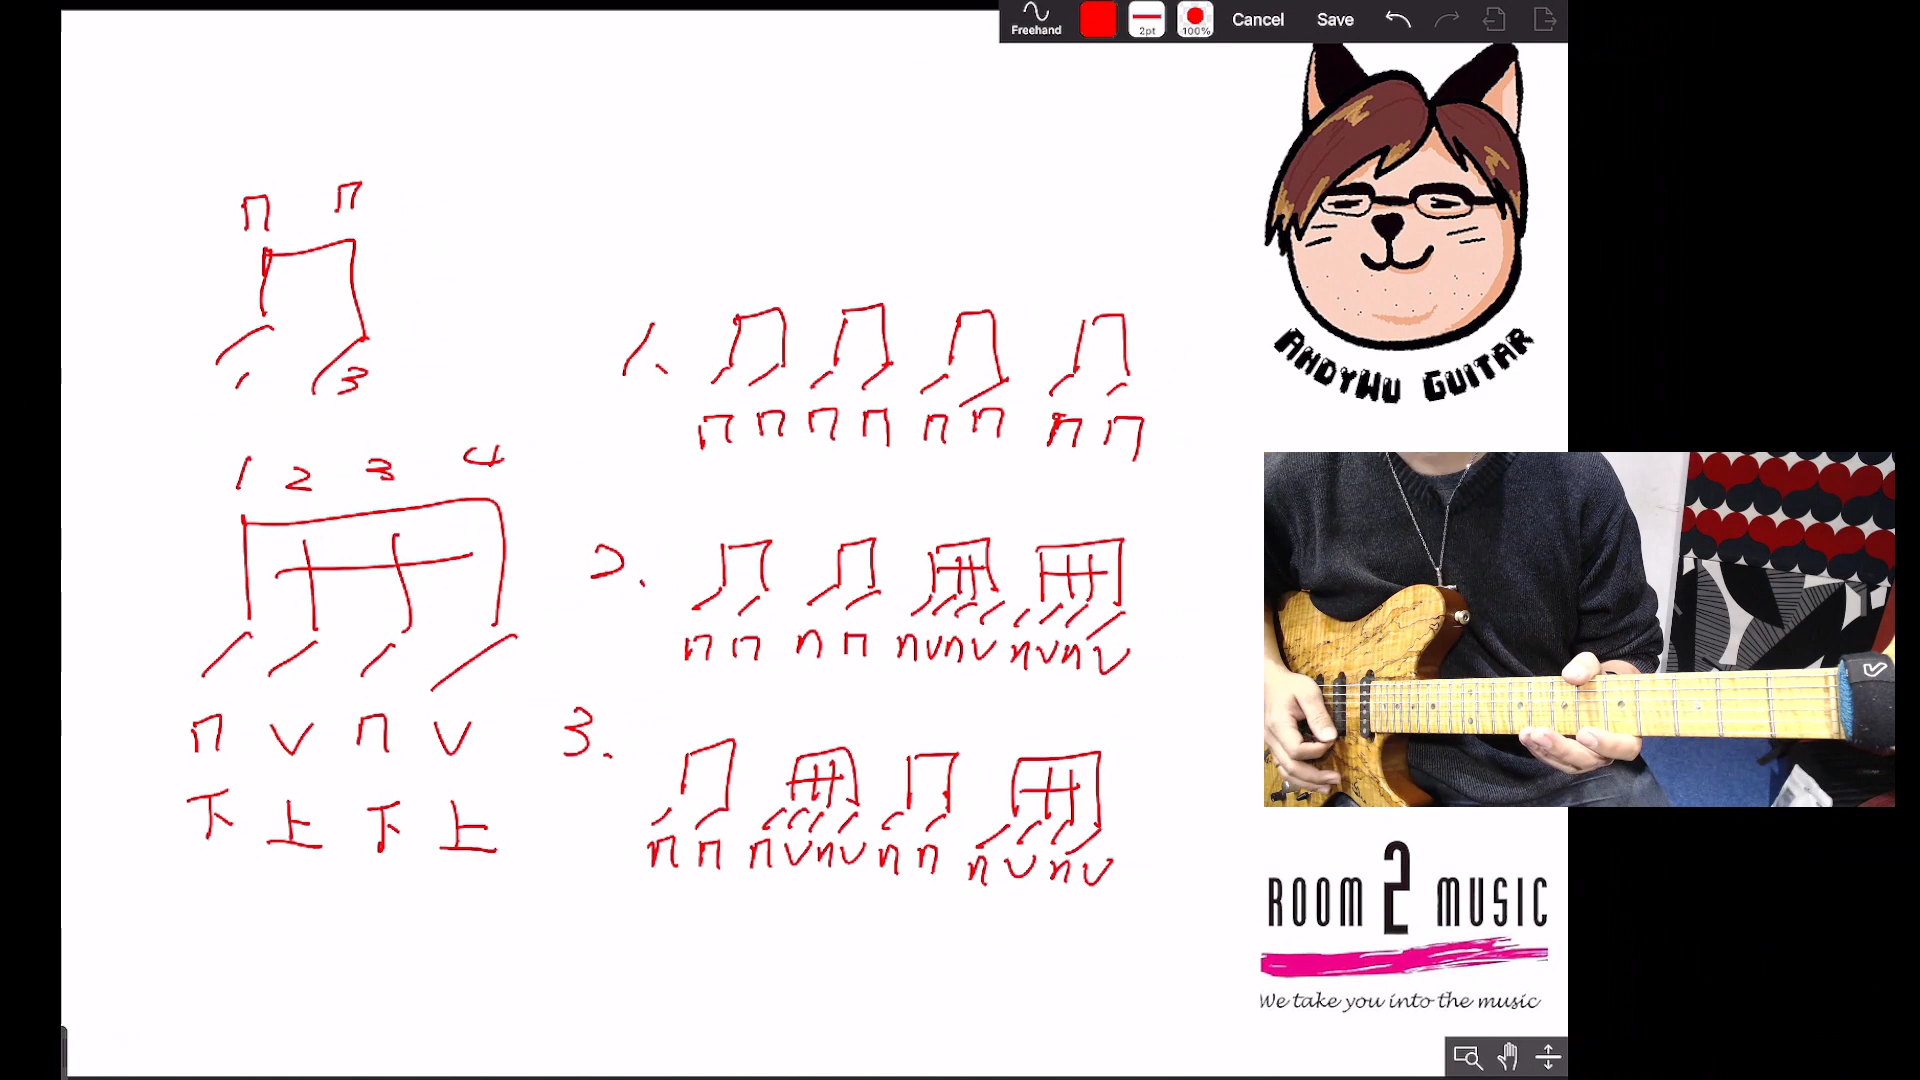 Freehand 2pt 100% Cancel Save
ANDYWU GUITAR
1 3
1 2 3 4
V V
下 上 下 上
1.
2.
V V V V
3.
V V V V
ROOM 2 MUSIC
We take you into the music